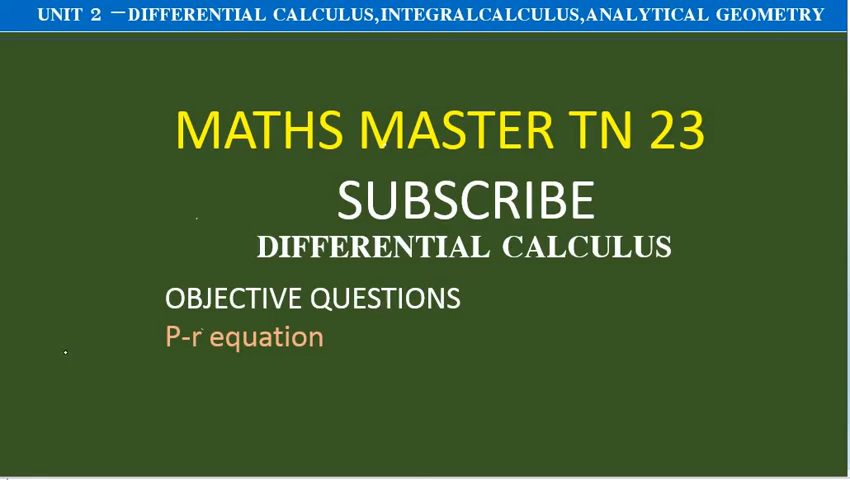 UNIT 2 －DIFFERENTIAL CALCULUS,INTEGRALCALCULUS,ANALYTICAL GEOMETRY
MATHS MASTER TN 23
SUBSCRIBE
DIFFERENTIAL CALCULUS
OBJECTIVE QUESTIONS
P-r equation